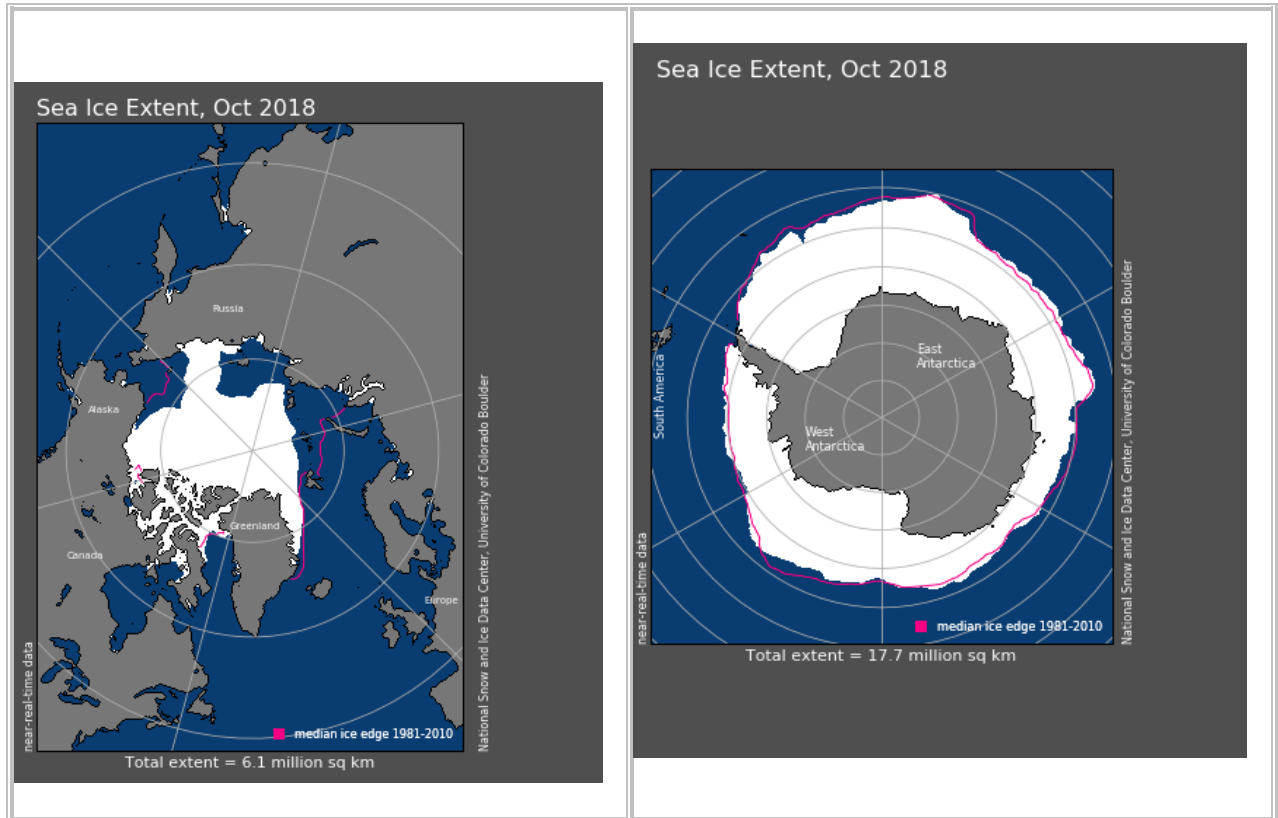 Sea Ice Extent, Oct 2018
Russia
Alaska
Greenland
Canada
Europe
near-real-time data
National Snow and Ice Data Center, University of Colorado Boulder
median ice edge 1981-2010
Total extent = 6.1 million sq km
Sea Ice Extent, Oct 2018
South America
East
Antarctica
West
Antarctica
near-real-time data
National Snow and Ice Data Center, University of Colorado Boulder
median ice edge 1981-2010
Total extent = 17.7 million sq km